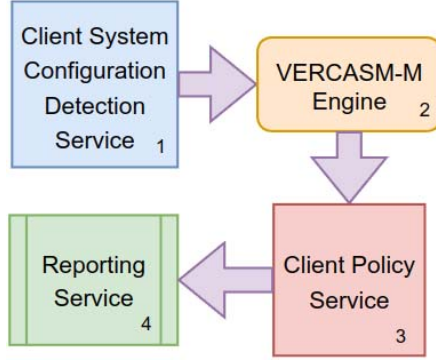 Client System
Configuration
Detection
Service 1
VERCASM-M
Engine 2
Reporting
Service
4
Client Policy
Service
3